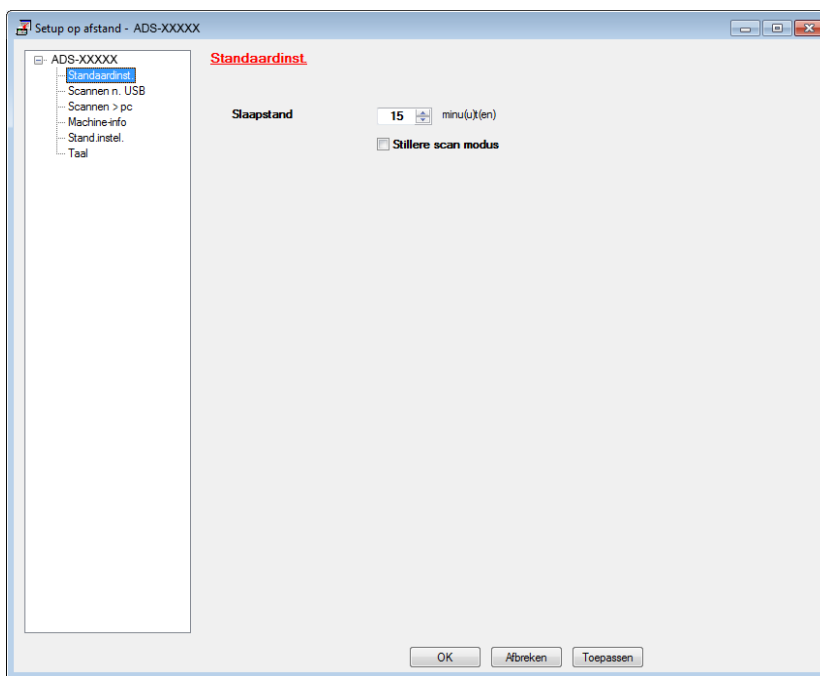 Setup op afstand - ADS-XXXXX
ADS-XXXXX
Standaardinst.
Scannen n. USB
Scannen > pc
Machine-info
Stand.instel.
Taal
Standaardinst.
Slaapstand
15
minu(u)t(en)
Stillere scan modus
OK
Afbreken
Toepassen